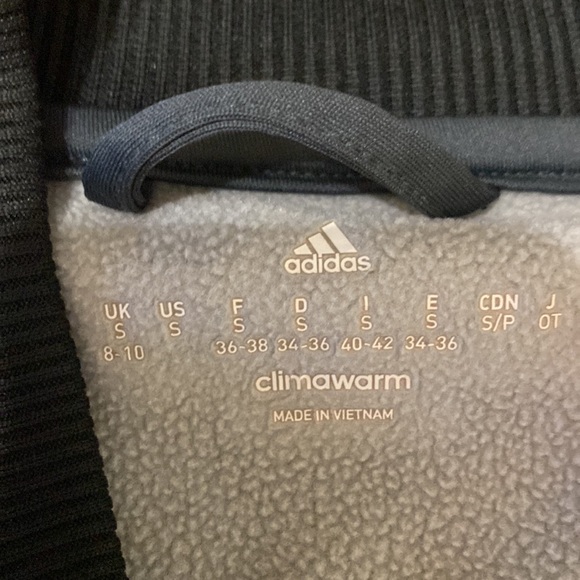 adidas
UK US F D I E CDN J
S S S S S S S/P OT
8-10 36-38 34-36 40-42 34-36
climawarm
MADE IN VIETNAM